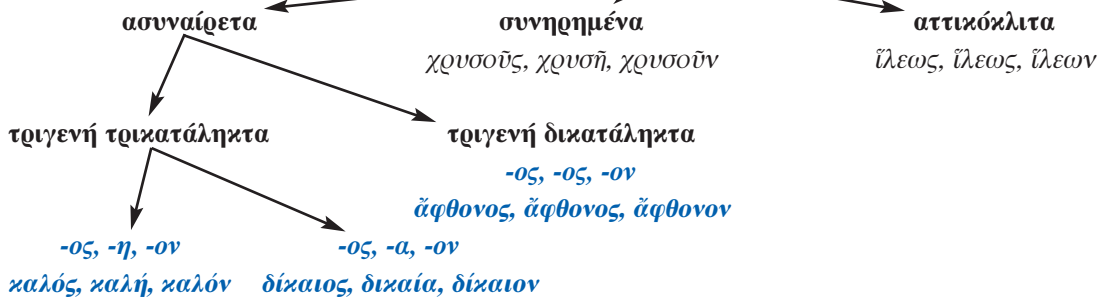 ασυναίρετα συνηρημένα αττικόκλιτα
χρυσοῦς, χρυσῆ, χρυσοῦν ἵλεως, ἵλεως, ἵλεων
τριγενή τρικατάληκτα τριγενή δικατάληκτα
-ος, -ος, -ον
ἄφθονος, ἄφθονος, ἄφθονον
-ος, -η, -ον -ος, -α, -ον
καλός, καλή, καλόν δίκαιος, δικαία, δίκαιον